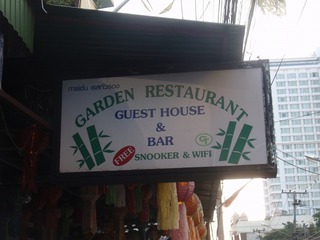 GARDEN RESTAURANT
GUEST HOUSE
&
BAR
FREE SNOOKER & WIFI